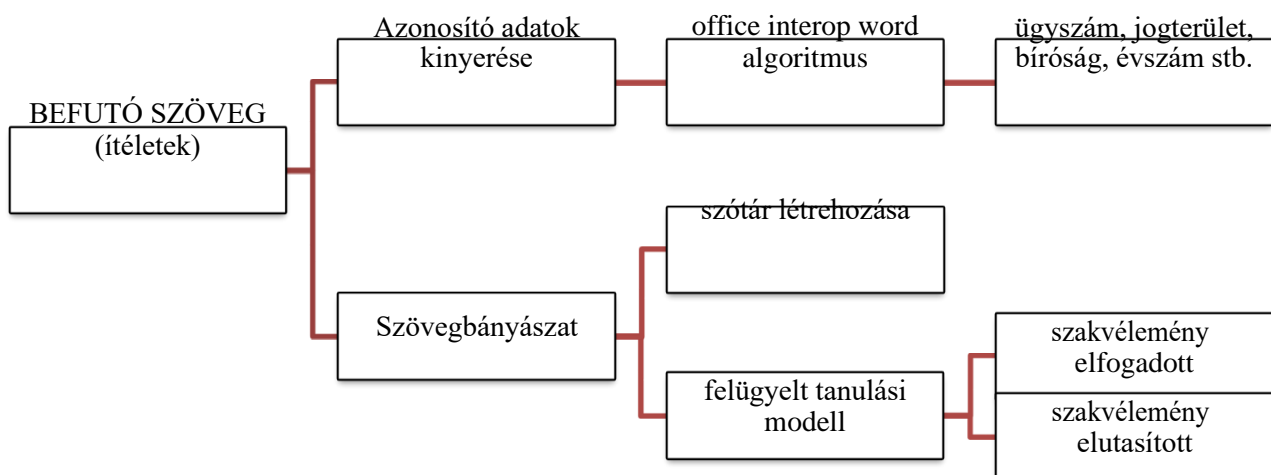 BEFUTÓ SZÖVEG
(ítéletek)
Azonosító adatok
kinyerése
office interop word
algoritmus
ügyszám, jogterület,
bíróság, évszám stb.
Szövegbányászat
szótár létrehozása
felügyelt tanulási
modell
szakvélemény
elfogadott
szakvélemény
elutasított